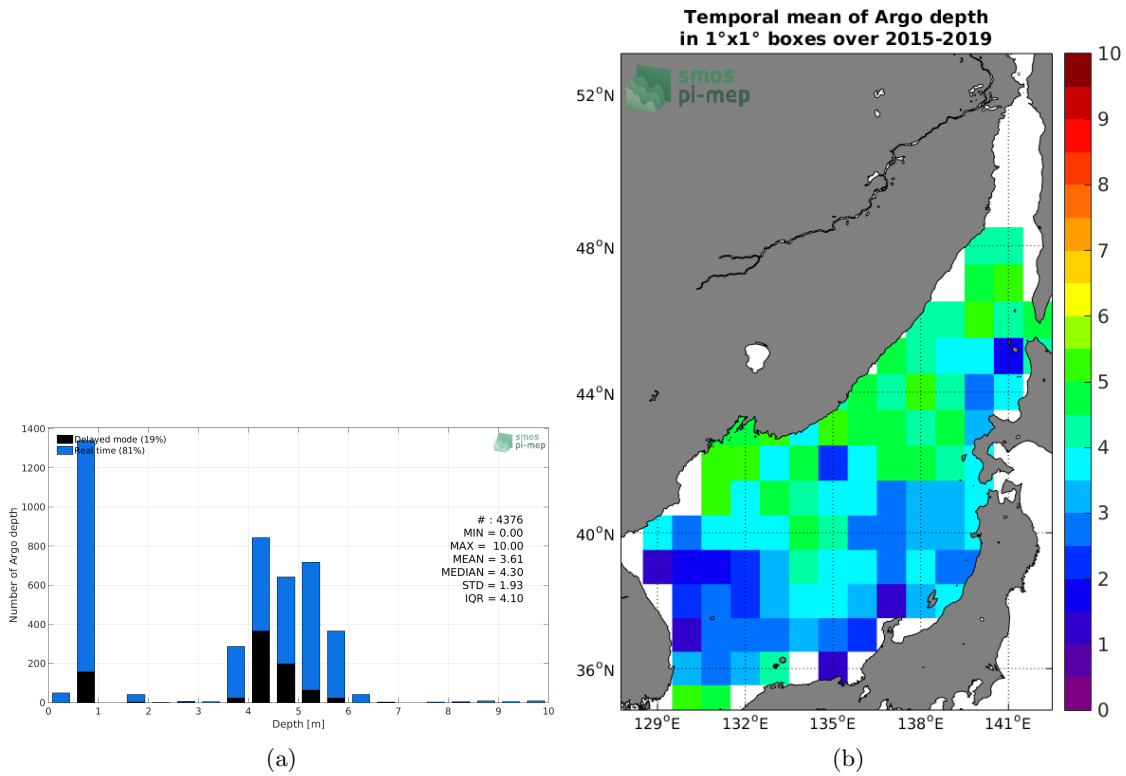 Temporal mean of Argo depth
in 1°x1° boxes over 2015-2019
smos
pi-mep
52°N
48°N
44°N
40°N
36°N
129°E 132°E 135°E 138°E 141°E
10
9
8
7
6
5
4
3
2
1
0
(b)
1400
1200
1000
800
600
400
200
0
Number of Argo depth
Delayed mode (19%)
Real time (81%)
smos
pi-mep
# : 4376
MIN = 0.00
MAX = 10.00
MEAN = 3.61
MEDIAN = 4.30
STD = 1.93
IQR = 4.10
0 1 2 3 4 5 6 7 8 9 10
Depth [m]
(a)